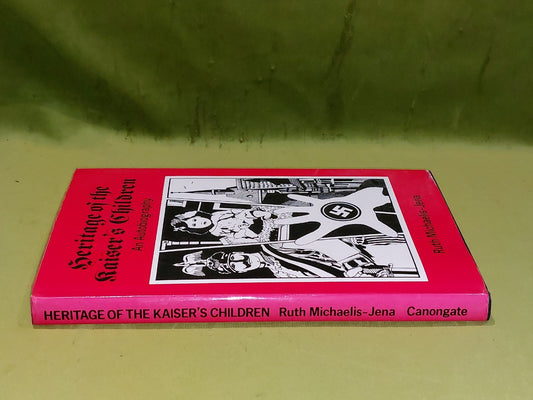 Heritage of the
Kaiser's Children
An Autobiography
Ruth Michaelis-Jena
HERITAGE OF THE KAISER'S CHILDREN Ruth Michaelis-Jena Canongate